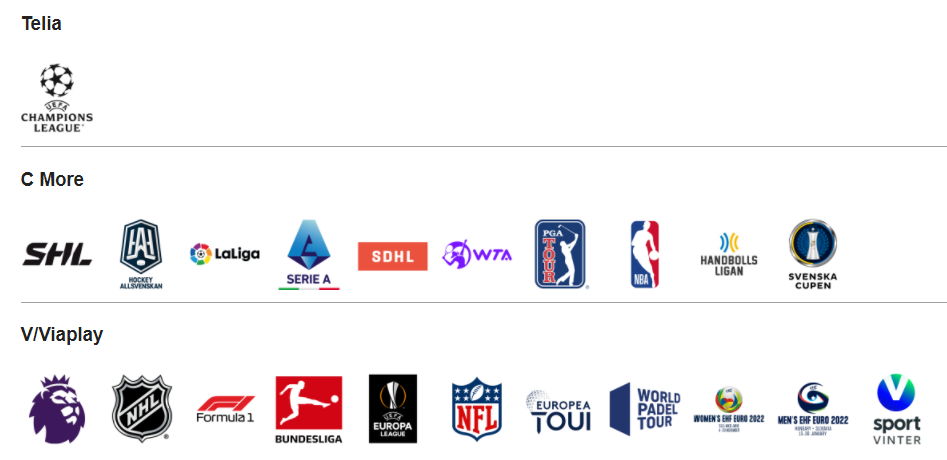 Telia
UEFA
CHAMPIONS
LEAGUE
C More
SHL
HOCKEY
ALLSVENSKAN
LaLiga
SERIE A
SDHL
WTA
PGA
TOUR
NBA
HANDBOLLS
LIGAN
SVENSKA
CUPEN
V/Viaplay
NHL
Formula 1
BUNDESLIGA
UEFA
EUROPA
LEAGUE
NFL
EUROPEA
TOUI
WORLD
PADEL
TOUR
WOMEN'S EHF EURO 2022
MEN'S EHF EURO 2022
HUNGARY • SLOVAKIA
13-30 JANUARY
V
sport
VINTER